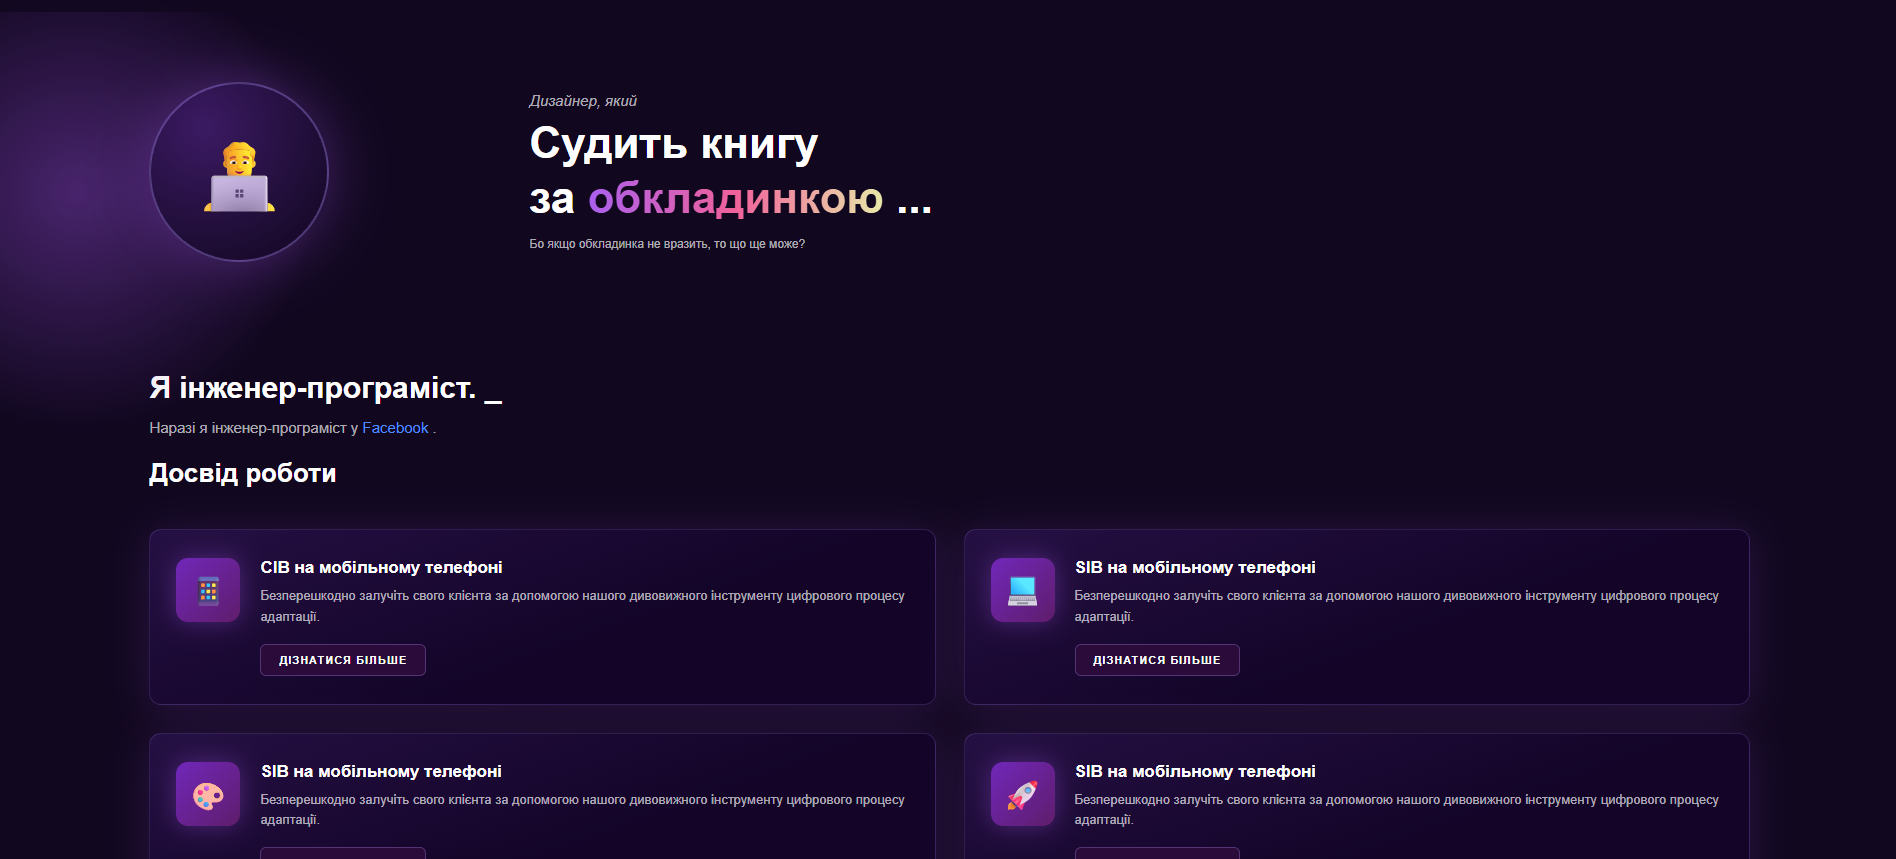 Дизайнер, який
Судить книгу
за обкладинкою ...
Бо якщо обкладинка не вразить, то що ще може?
Я інженер-програміст. _
Наразі я інженер-програміст у Facebook .
Досвід роботи
СІВ на мобільному телефоні
Безперешкодно залучіть свого клієнта за допомогою нашого дивовижного інструменту цифрового процесу
адаптації.
ДІЗНАТИСЯ БІЛЬШЕ
SIB на мобільному телефоні
Безперешкодно залучіть свого клієнта за допомогою нашого дивовижного інструменту цифрового процесу
адаптації.
ДІЗНАТИСЯ БІЛЬШЕ
SIB на мобільному телефоні
Безперешкодно залучіть свого клієнта за допомогою нашого дивовижного інструменту цифрового процесу
адаптації.
SIB на мобільному телефоні
Безперешкодно залучіть свого клієнта за допомогою нашого дивовижного інструменту цифрового процесу
адаптації.